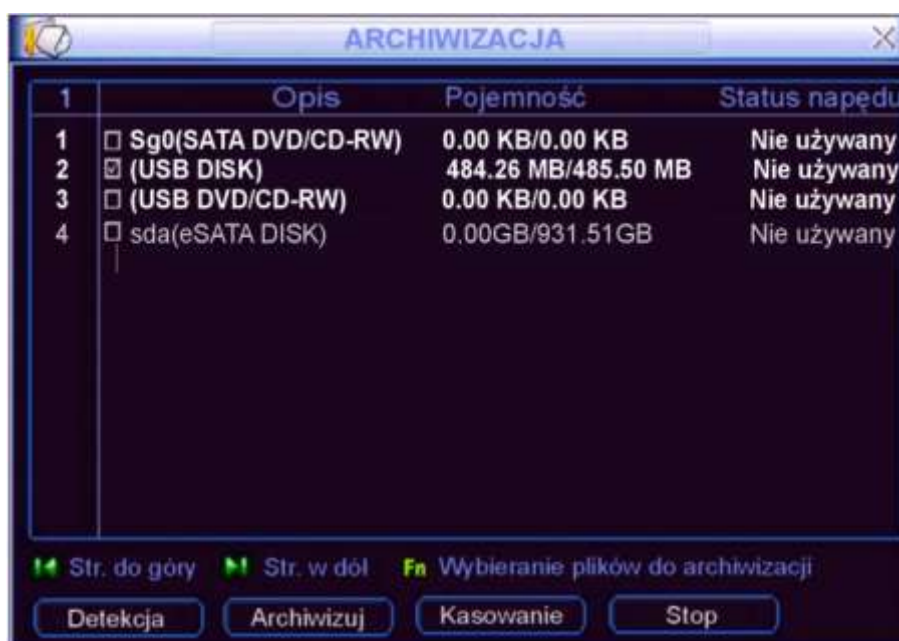 ARCHIWIZACJA
1 Opis Pojemność Status napędu
1 Sg0(SATA DVD/CD-RW) 0.00 KB/0.00 KB Nie używany
2 (USB DISK) 484.26 MB/485.50 MB Nie używany
3 (USB DVD/CD-RW) 0.00 KB/0.00 KB Nie używany
4 sda(eSATA DISK) 0.00GB/931.51GB Nie używany
Str. do góry Str. w dól Fn Wybieranie plików do archiwizacji
Detekcja Archiwizuj Kasowanie Stop